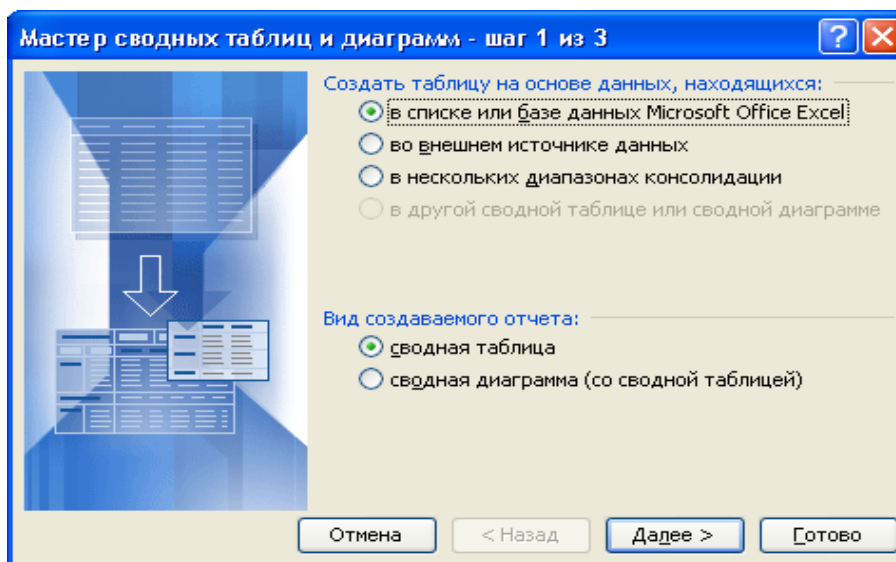 Мастер сводных таблиц и диаграмм - шаг 1 из 3
Создать таблицу на основе данных, находящихся:
в списке или базе данных Microsoft Office Excel
во внешнем источнике данных
в нескольких диапазонах консолидации
в другой сводной таблице или сводной диаграмме
Вид создаваемого отчета:
сводная таблица
сводная диаграмма (со сводной таблицей)
Отмена < Назад Далее > Готово